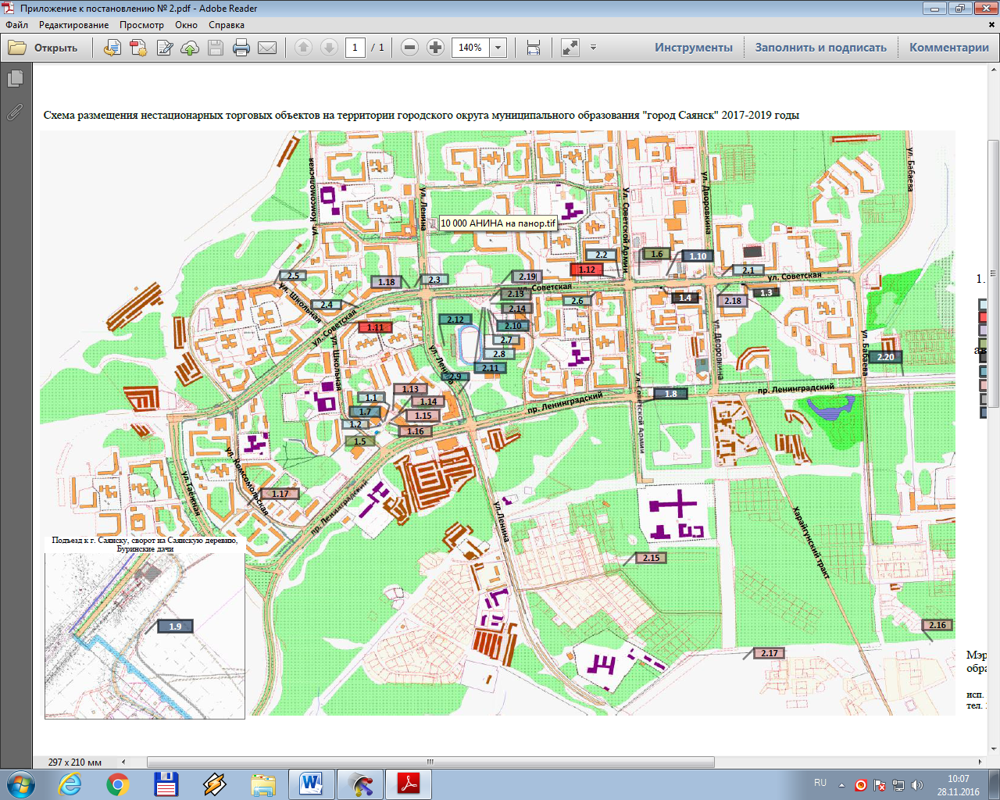 Приложение к постановлению № 2.pdf - Adobe Reader
Файл Редактирование Просмотр Окно Справка
Открыть 1 / 1 140% Инструменты Заполнить и подписать Комментарии
Схема размещения нестационарных торговых объектов на территории городского округа муниципального образования "город Саянск" 2017-2019 годы
ул. Комсомольская
ул. Ленина
ул. Советской Армии
ул. Дворовкина
ул. Бабаева
10 000 АНИНА на панор.tif
2.2
1.6
1.10
1.12
2.1
2.5
1.18
2.3
2.19
ул. Советская
1.
Советская
2.13
1.4
1.3
2.4
2.6
2.18
ул. Школьная
2.14
2.12
2.10
1.11
ул. Советская
2.7
2.8
ул. Школьная
ул. Ленина
2.11
2.9
ул. Дворовкина
ул. Бабаева
2.20
1.13
пр. Ленинградский
1.8
1.1
1.14
пр. Ленинградский
1.7
1.15
1.2
1.16
1.5
ул. Советской Армии
ул. Комсомольская
ул.Таёжная
1.17
пр. Ленинградский
ул.Ленина
Харайгунский тракт
Подъезд к г. Саянску, сворот на Саянскую деревню,
Буринские дачи
2.15
1.9
2.16
2.17
Мэр
обра
исп.
тел.
297 x 210 мм
RU 10:07
28.11.2016